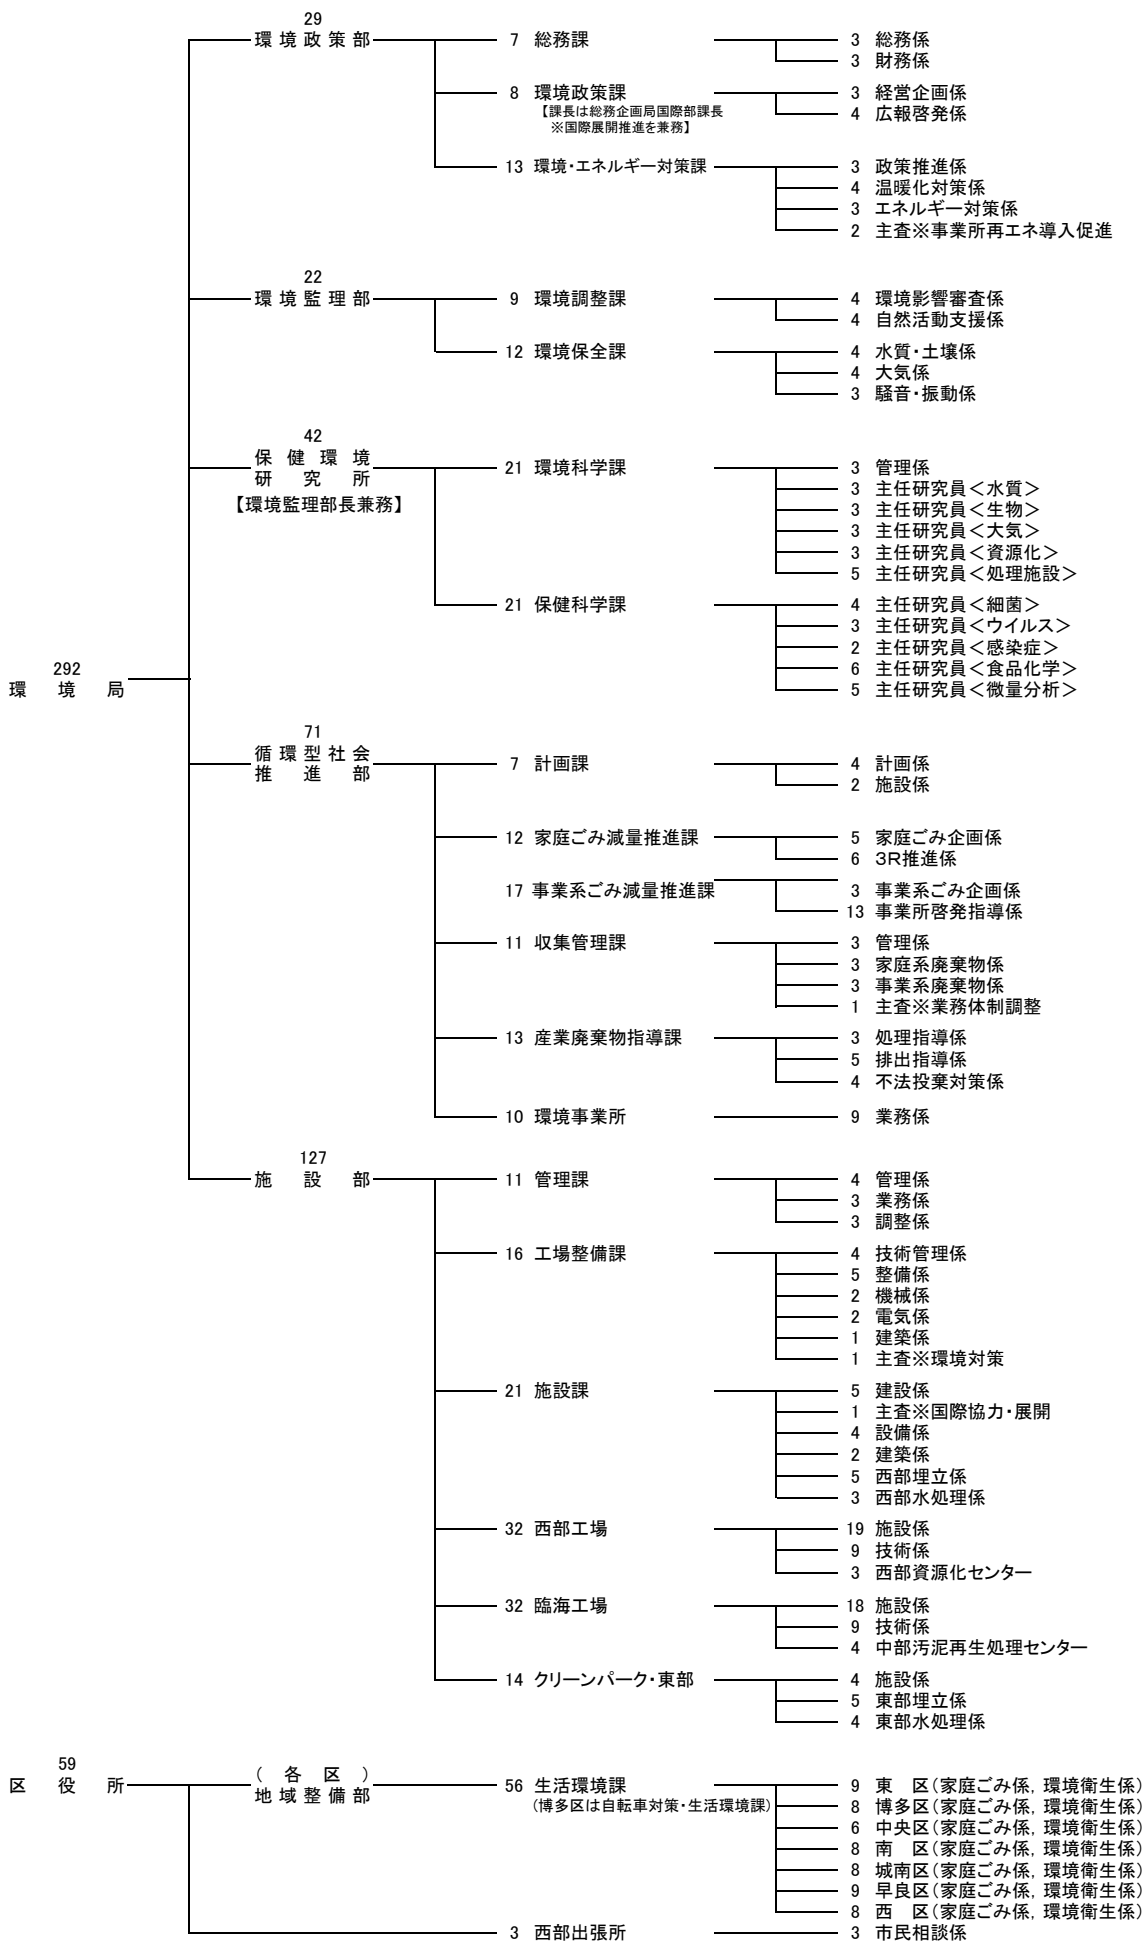 29
環境政策部
7 総務課
3 総務係
3 財務係
8 環境政策課
【課長は総務企画局国際部課長
※国際展開推進を兼務】
3 経営企画係
4 広報啓発係
13 環境・エネルギー対策課
3 政策推進係
4 温暖化対策係
3 エネルギー対策係
2 主査※事業所再エネ導入促進
22
環境監理部
9 環境調整課
4 環境影響審査係
4 自然活動支援係
12 環境保全課
4 水質・土壌係
4 大気係
3 騒音・振動係
42
保健環境
研究所
【環境監理部長兼務】
21 環境科学課
3 管理係
3 主任研究員＜水質＞
3 主任研究員＜生物＞
3 主任研究員＜大気＞
3 主任研究員＜資源化＞
5 主任研究員＜処理施設＞
21 保健科学課
4 主任研究員＜細菌＞
3 主任研究員＜ウイルス＞
2 主任研究員＜感染症＞
6 主任研究員＜食品化学＞
5 主任研究員＜微量分析＞
292
環境局
71
循環型社会
推進部
7 計画課
4 計画係
2 施設係
12 家庭ごみ減量推進課
5 家庭ごみ企画係
6 3R推進係
17 事業系ごみ減量推進課
3 事業系ごみ企画係
13 事業所啓発指導係
11 収集管理課
3 管理係
3 家庭系廃棄物係
3 事業系廃棄物係
1 主査※業務体制調整
13 産業廃棄物指導課
3 処理指導係
5 排出指導係
4 不法投棄対策係
10 環境事業所
9 業務係
127
施設部
11 管理課
4 管理係
3 業務係
3 調整係
16 工場整備課
4 技術管理係
5 整備係
2 機械係
2 電気係
1 建築係
1 主査※環境対策
21 施設課
5 建設係
1 主査※国際協力・展開
4 設備係
2 建築係
5 西部埋立係
3 西部水処理係
32 西部工場
19 施設係
9 技術係
3 西部資源化センター
32 臨海工場
18 施設係
9 技術係
4 中部汚泥再生処理センター
14 クリーンパーク・東部
4 施設係
5 東部埋立係
4 東部水処理係
59
区役所
（各区）
地域整備部
56 生活環境課
（博多区は自転車対策・生活環境課）
9 東　区（家庭ごみ係，環境衛生係）
8 博多区（家庭ごみ係，環境衛生係）
6 中央区（家庭ごみ係，環境衛生係）
8 南　区（家庭ごみ係，環境衛生係）
8 城南区（家庭ごみ係，環境衛生係）
9 早良区（家庭ごみ係，環境衛生係）
8 西　区（家庭ごみ係，環境衛生係）
3 西部出張所
3 市民相談係